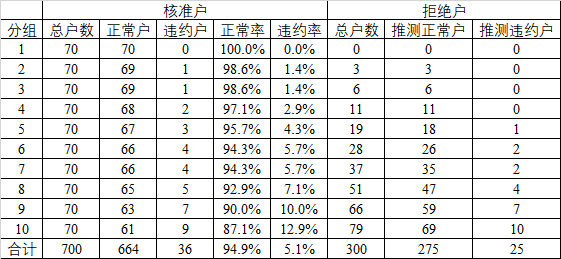 核准户 拒绝户
分组 总户数 正常户 违约户 正常率 违约率 总户数 推测正常户 推测违约户
1 70 70 0 100.0% 0.0% 0 0 0
2 70 69 1 98.6% 1.4% 3 3 0
3 70 69 1 98.6% 1.4% 6 6 0
4 70 68 2 97.1% 2.9% 11 11 0
5 70 67 3 95.7% 4.3% 19 18 1
6 70 66 4 94.3% 5.7% 28 26 2
7 70 66 4 94.3% 5.7% 37 35 2
8 70 65 5 92.9% 7.1% 51 47 4
9 70 63 7 90.0% 10.0% 66 59 7
10 70 61 9 87.1% 12.9% 79 69 10
合计 700 664 36 94.9% 5.1% 300 275 25